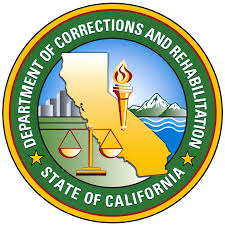 DEPARTMENT OF CORRECTIONS AND REHABILITATION
STATE OF CALIFORNIA